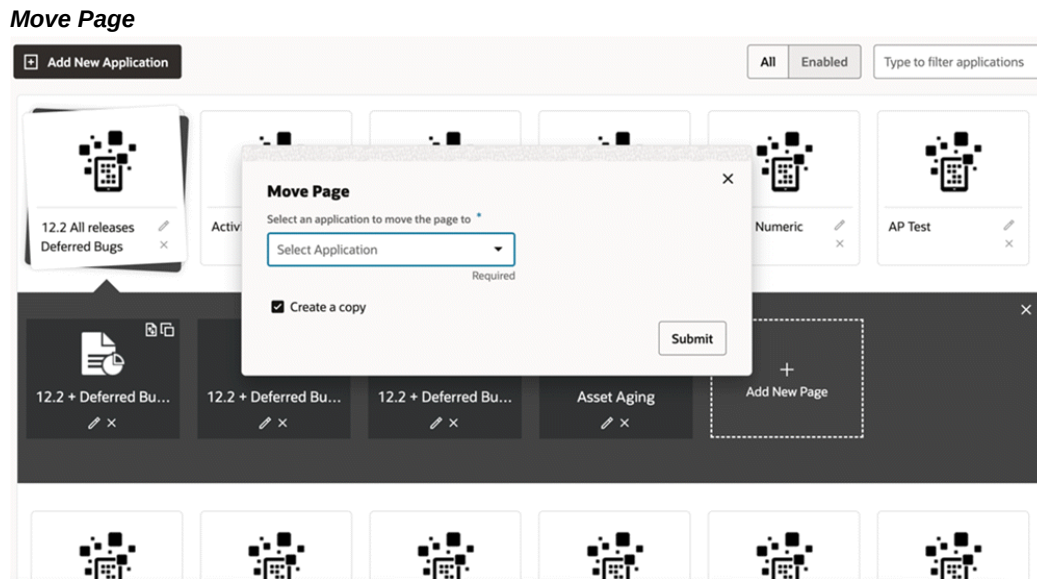 Move Page
Add New Application
All
Enabled
Type to filter applications
12.2 All releases
Deferred Bugs
Activi
Numeric
AP Test
Move Page
Select an application to move the page to *
Select Application
Required
Create a copy
Submit
12.2 + Deferred Bu...
12.2 + Deferred Bu...
12.2 + Deferred Bu...
Asset Aging
Add New Page